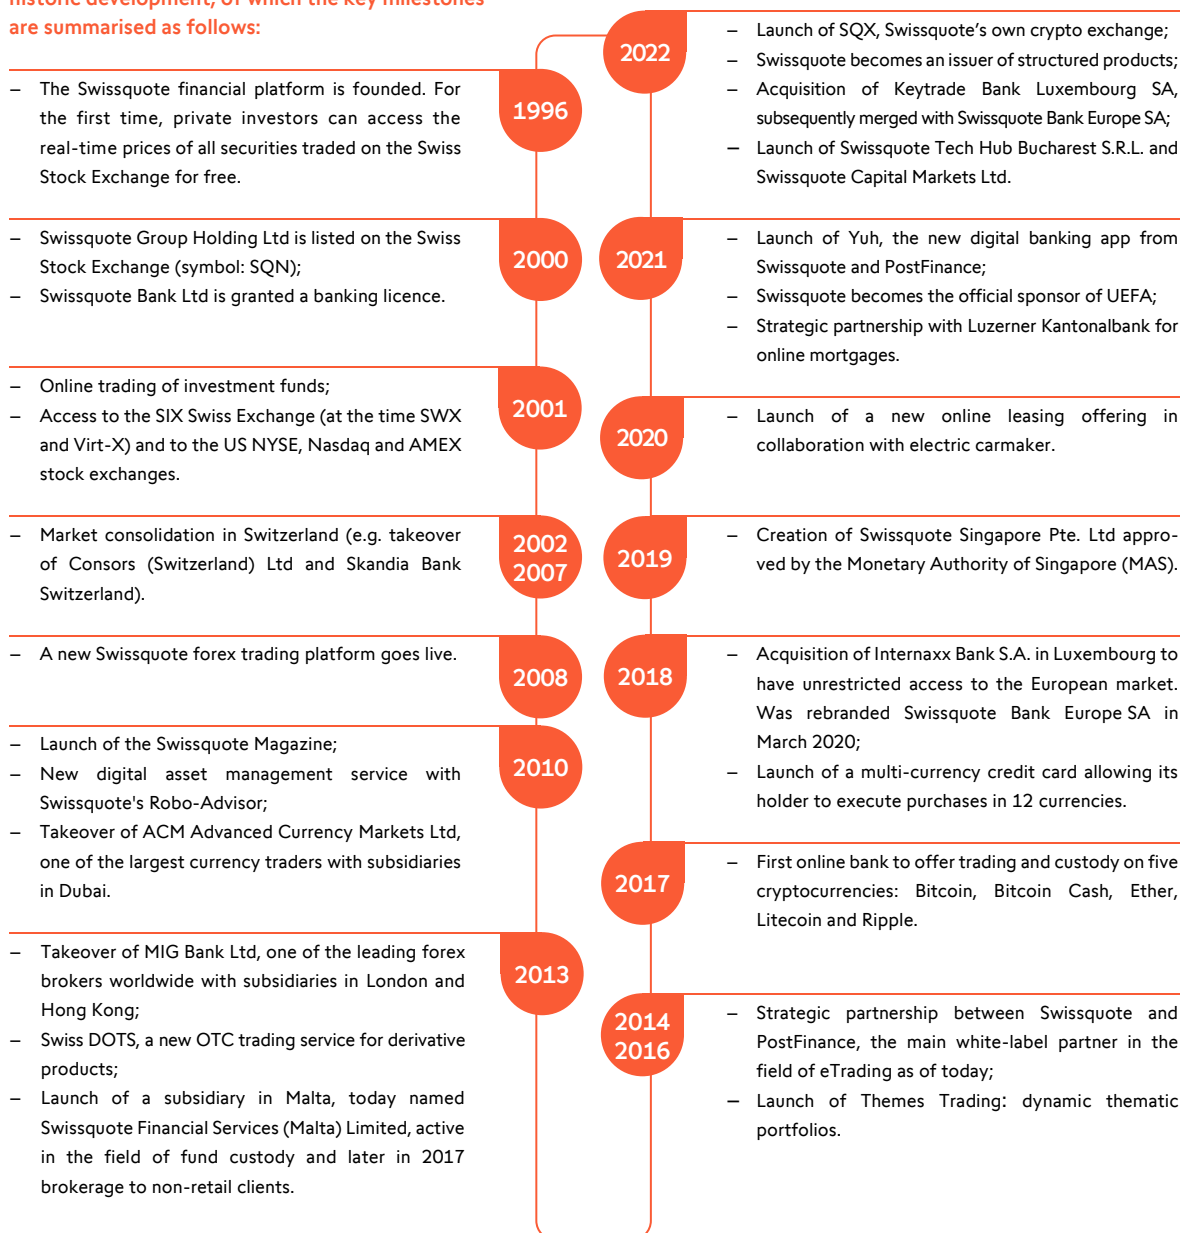 historic development, of which the key milestones
are summarised as follows:
1996
– The Swissquote financial platform is founded. For
the first time, private investors can access the
real-time prices of all securities traded on the Swiss
Stock Exchange for free.
2000
– Swissquote Group Holding Ltd is listed on the Swiss
Stock Exchange (symbol: SQN);
– Swissquote Bank Ltd is granted a banking licence.
2001
– Online trading of investment funds;
– Access to the SIX Swiss Exchange (at the time SWX
and Virt-X) and to the US NYSE, Nasdaq and AMEX
stock exchanges.
2002
2007
– Market consolidation in Switzerland (e.g. takeover
of Consors (Switzerland) Ltd and Skandia Bank
Switzerland).
2008
– A new Swissquote forex trading platform goes live.
2010
– Launch of the Swissquote Magazine;
– New digital asset management service with
Swissquote's Robo-Advisor;
– Takeover of ACM Advanced Currency Markets Ltd,
one of the largest currency traders with subsidiaries
in Dubai.
2013
– Takeover of MIG Bank Ltd, one of the leading forex
brokers worldwide with subsidiaries in London and
Hong Kong;
– Swiss DOTS, a new OTC trading service for derivative
products;
– Launch of a subsidiary in Malta, today named
Swissquote Financial Services (Malta) Limited, active
in the field of fund custody and later in 2017
brokerage to non-retail clients.
2022
– Launch of SQX, Swissquote’s own crypto exchange;
– Swissquote becomes an issuer of structured products;
– Acquisition of Keytrade Bank Luxembourg SA,
subsequently merged with Swissquote Bank Europe SA;
– Launch of Swissquote Tech Hub Bucharest S.R.L. and
Swissquote Capital Markets Ltd.
2021
– Launch of Yuh, the new digital banking app from
Swissquote and PostFinance;
– Swissquote becomes the official sponsor of UEFA;
– Strategic partnership with Luzerner Kantonalbank for
online mortgages.
2020
– Launch of a new online leasing offering in
collaboration with electric carmaker.
2019
– Creation of Swissquote Singapore Pte. Ltd appro-
ved by the Monetary Authority of Singapore (MAS).
2018
– Acquisition of Internaxx Bank S.A. in Luxembourg to
have unrestricted access to the European market.
Was rebranded Swissquote Bank Europe SA in
March 2020;
– Launch of a multi-currency credit card allowing its
holder to execute purchases in 12 currencies.
2017
– First online bank to offer trading and custody on five
cryptocurrencies: Bitcoin, Bitcoin Cash, Ether,
Litecoin and Ripple.
2014
2016
– Strategic partnership between Swissquote and
PostFinance, the main white-label partner in the
field of eTrading as of today;
– Launch of Themes Trading: dynamic thematic
portfolios.